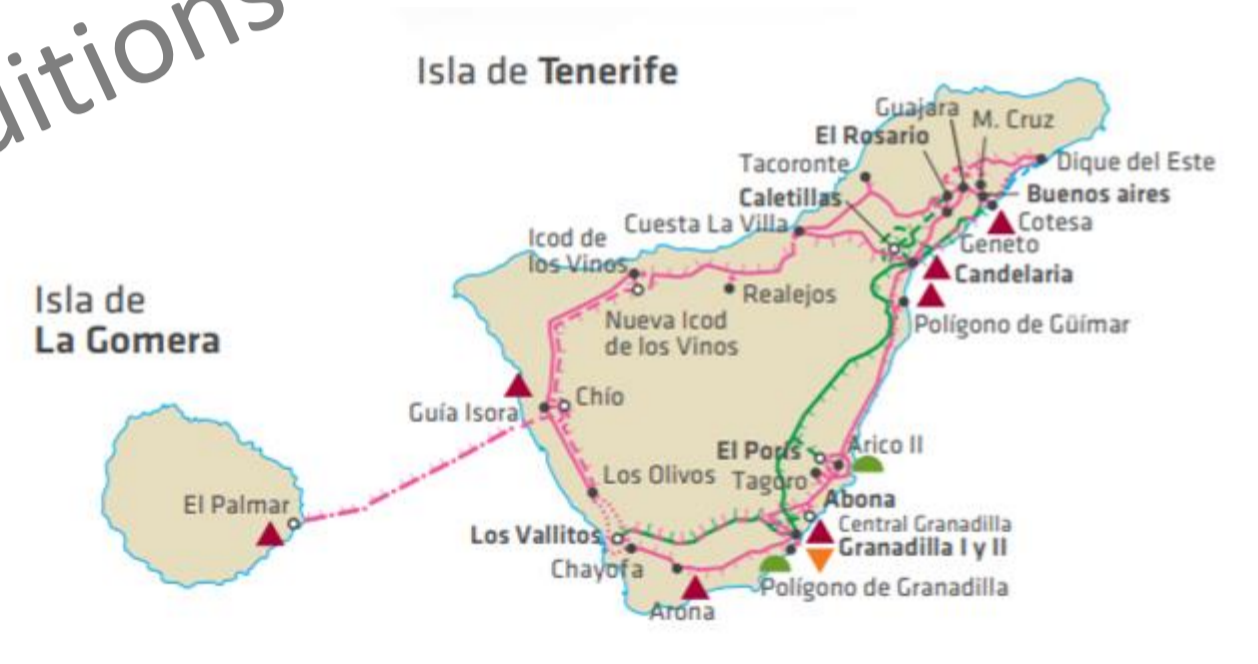 ditions
Isla de Tenerife
Guajara
M. Cruz
El Rosario
Tacoronte
Dique del Este
Caletillas
Buenos aires
Cuesta La Villa
Cotesa
Icod de
los Vinos
Geneto
Candelaria
Isla de
La Gomera
Realejos
Nueva Icod
de los Vinos
Polígono de Güímar
Chío
Guía Isora
El Porís
Arico II
Los Olivos
Tagoro
El Palmar
Abona
Central Granadilla
Los Vallitos
Granadilla I y II
Chayofa
Polígono de Granadilla
Arona